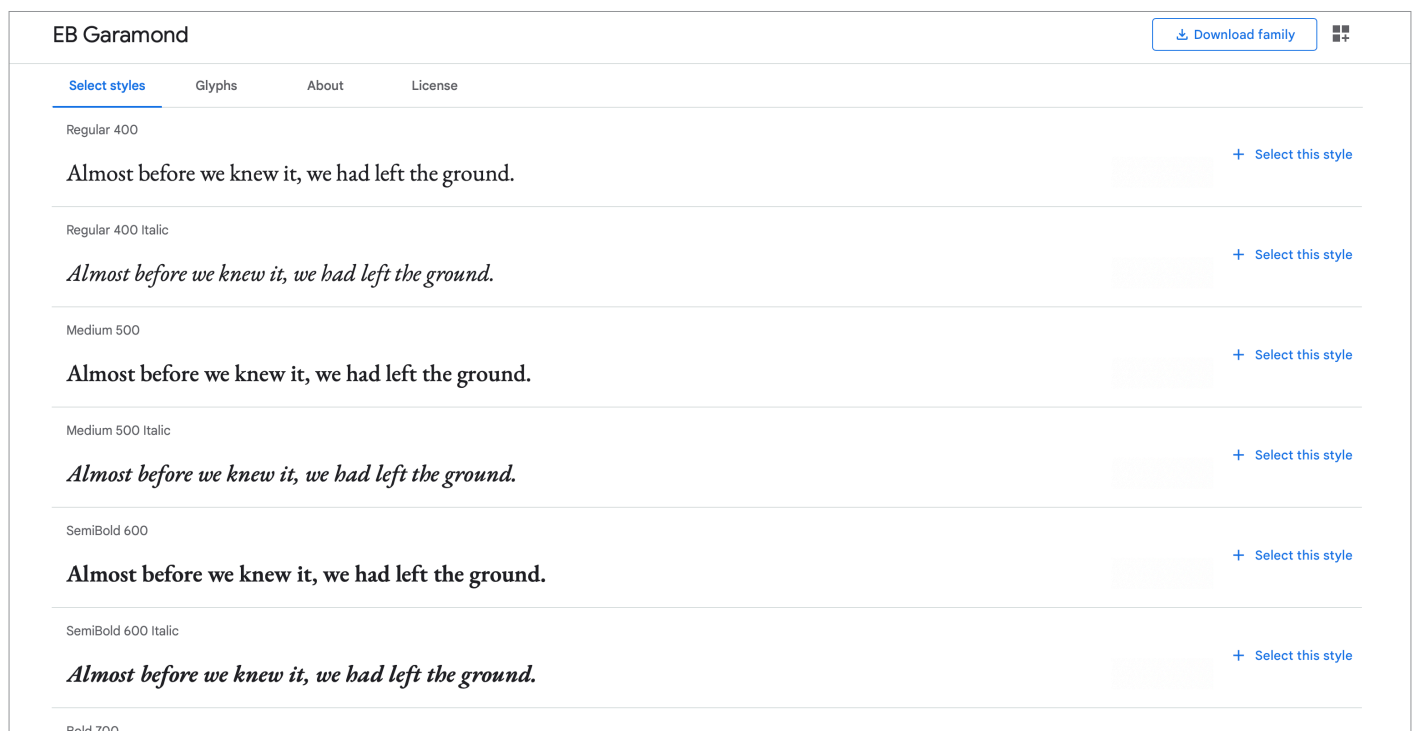 EB Garamond
Download family
Select styles Glyphs About License
Regular 400
Almost before we knew it, we had left the ground.
+ Select this style
Regular 400 Italic
Almost before we knew it, we had left the ground.
+ Select this style
Medium 500
Almost before we knew it, we had left the ground.
+ Select this style
Medium 500 Italic
Almost before we knew it, we had left the ground.
+ Select this style
SemiBold 600
Almost before we knew it, we had left the ground.
+ Select this style
SemiBold 600 Italic
Almost before we knew it, we had left the ground.
+ Select this style
Bold 700